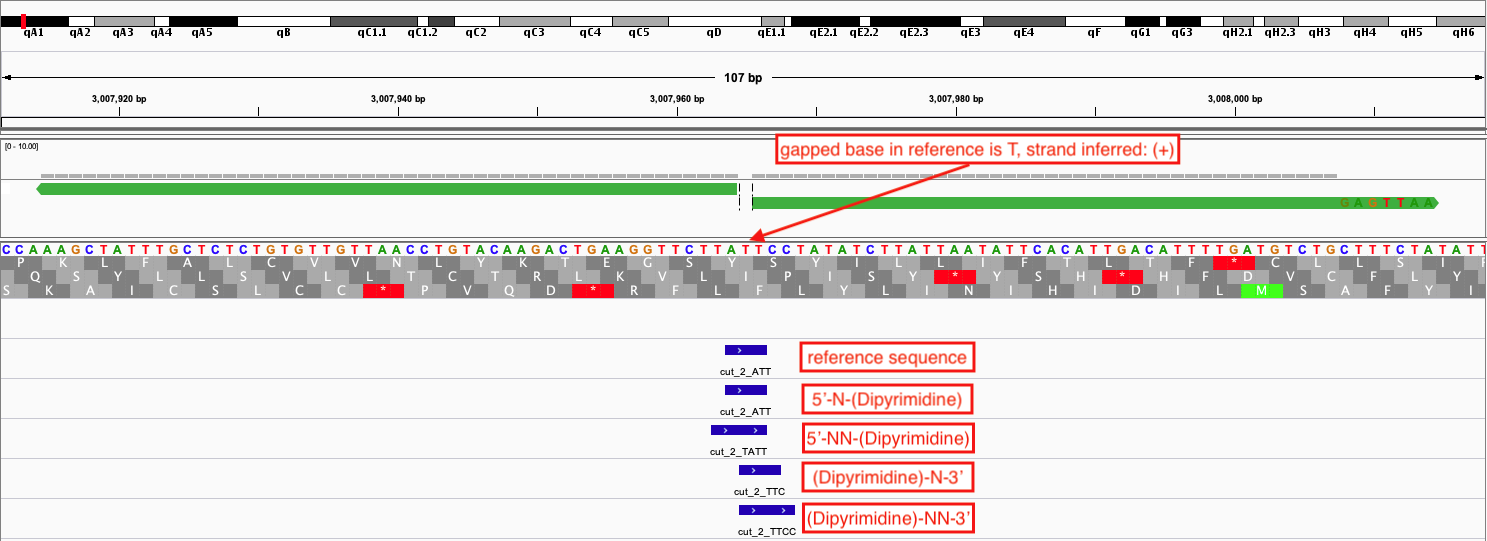 qA1 qA2 qA3 qA4 qA5 qB qC1.1 qC1.2 qC2 qC3 qC4 qC5 qD qE1.1 qE2.1 qE2.2 qE2.3 qE3 qE4 qF qG1 qG3 qH2.1 qH2.3 qH3 qH4 qH5 qH6
107 bp
3,007,920 bp 3,007,940 bp 3,007,960 bp 3,007,980 bp 3,008,000 bp
[0 - 10.00]
gapped base in reference is T, strand inferred: (+)
G A G T T A A
C C A A A G C T A T T T G C T C T C T G T G T T G T T A A C C T G T A C A A G A C T G A A G G T T C T T A T T C C T A T A T C T T A T T A A T A T T C A C A T T G A C A T T T T G A T G T C T G C T T T C T A T A T T
P K L F A L C V V N L Y K T E G S Y S Y I L L I F T L T F * C L L S I F
Q S Y L L S V L L T C T R L K V L I P I S Y * Y S H * H F D V C F L Y
S K A I C S L C C * P V Q D * R F L F L Y L I N I H I D I L M S A F Y I
reference sequence
cut_2_ATT
5'-N-(Dipyrimidine)
cut_2_ATT
5'-NN-(Dipyrimidine)
cut_2_TATT
(Dipyrimidine)-N-3'
cut_2_TTC
(Dipyrimidine)-NN-3'
cut_2_TTCC